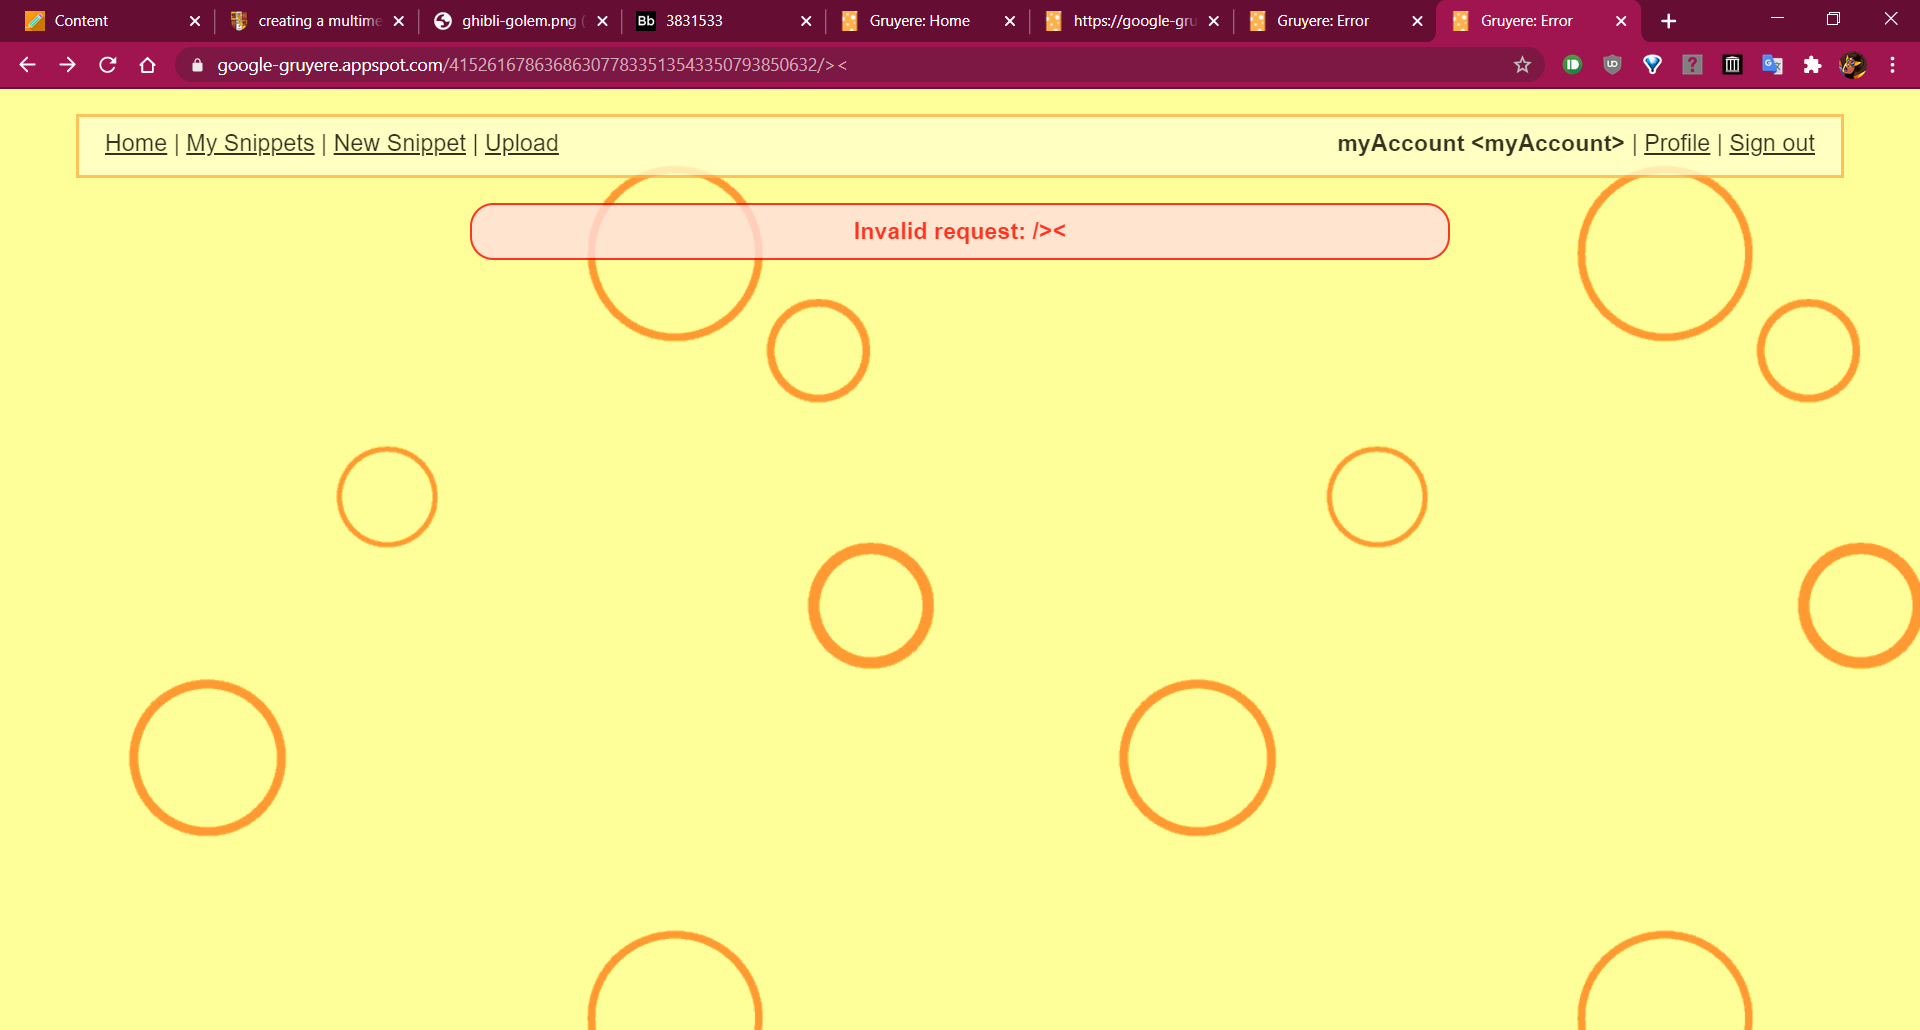 Content
creating a multime
ghibli-golem.png (
Bb 3831533
Gruyere: Home
https://google-gru
Gruyere: Error
Gruyere: Error
google-gruyere.appspot.com/415261678636863077833513543350793850632/><
Home | My Snippets | New Snippet | Upload
myAccount <myAccount> | Profile | Sign out
Invalid request: /><